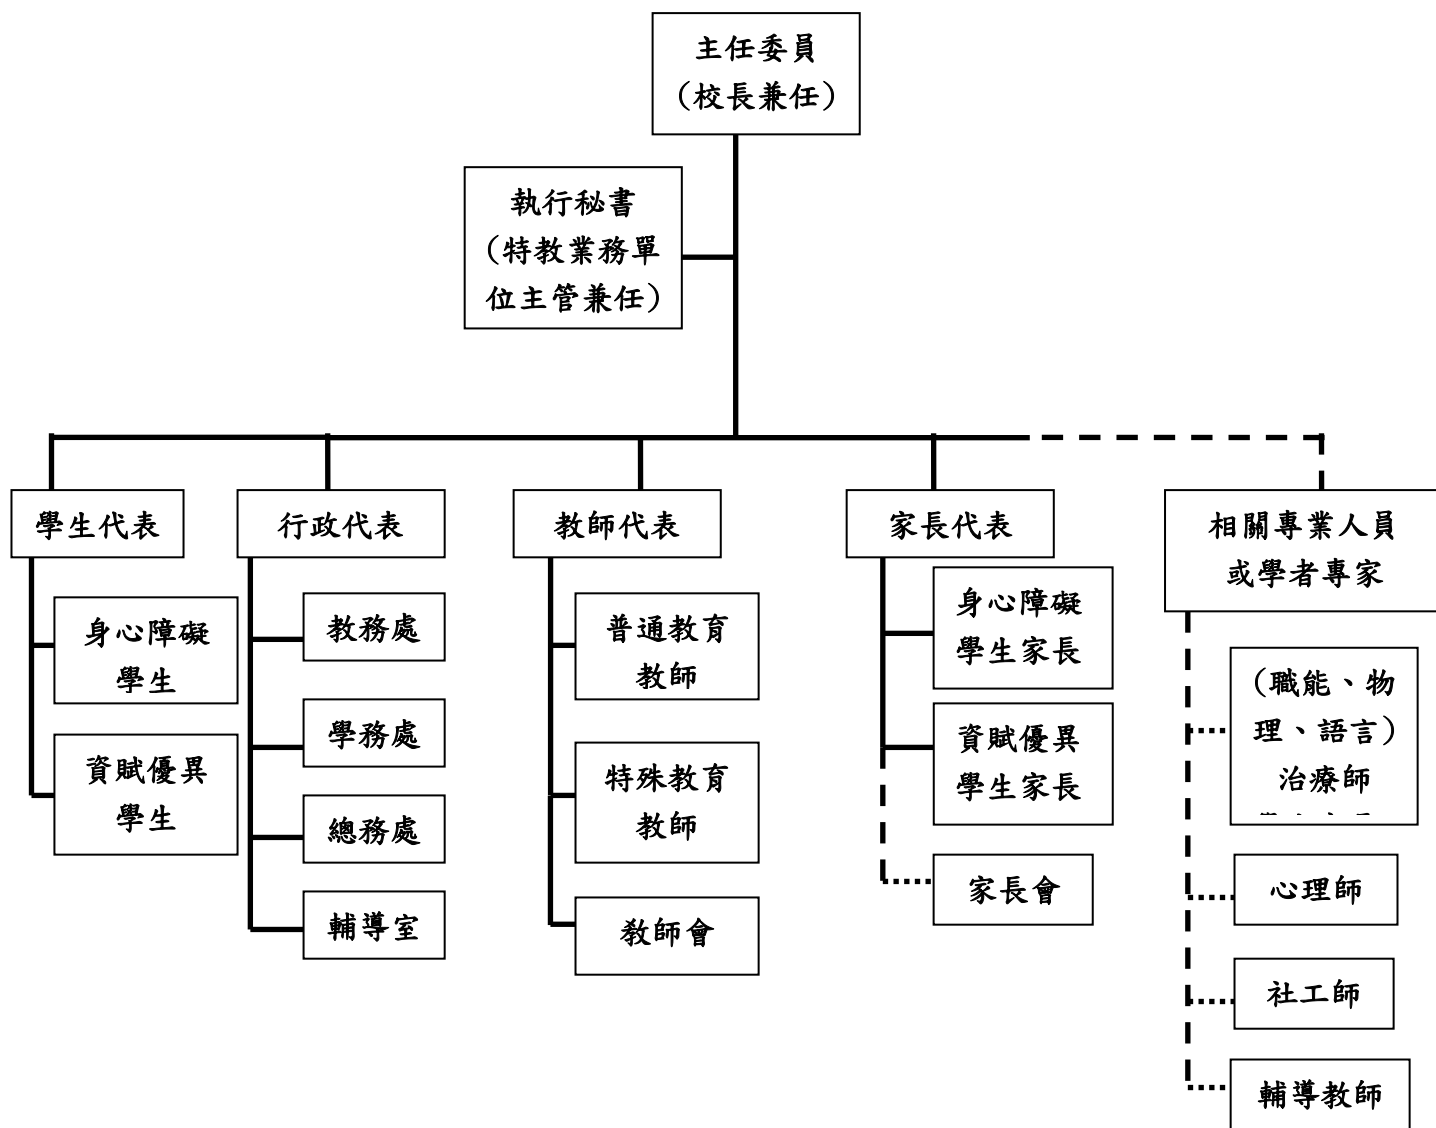 主任委員
（校長兼任）
執行秘書
（特教業務單
位主管兼任）
學生代表
身心障礙
學生
資賦優異
學生
行政代表
教務處
學務處
總務處
輔導室
教師代表
普通教育
教師
特殊教育
教師
教師會
家長代表
身心障礙
學生家長
資賦優異
學生家長
家長會
相關專業人員
或學者專家
（職能、物
理、語言）
治療師
心理師
社工師
輔導教師